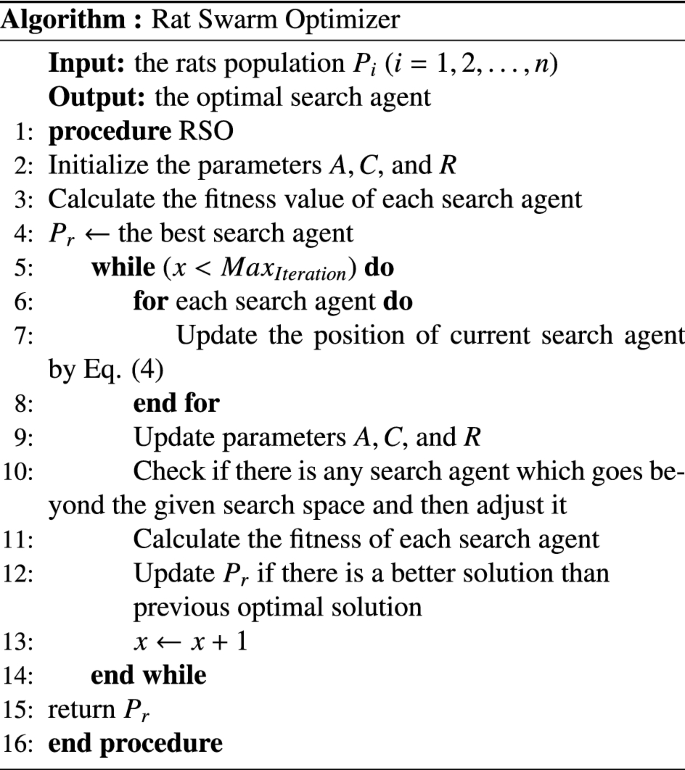 Algorithm : Rat Swarm Optimizer
Input: the rats population P_i (i = 1, 2, . . . , n)
Output: the optimal search agent
1: procedure RSO
2: Initialize the parameters A, C, and R
3: Calculate the fitness value of each search agent
4: P_r ← the best search agent
5: while (x < Max_Iteration) do
6: for each search agent do
7: Update the position of current search agent
by Eq. (4)
8: end for
9: Update parameters A, C, and R
10: Check if there is any search agent which goes be-
yond the given search space and then adjust it
11: Calculate the fitness of each search agent
12: Update P_r if there is a better solution than
previous optimal solution
13: x ← x + 1
14: end while
15: return P_r
16: end procedure